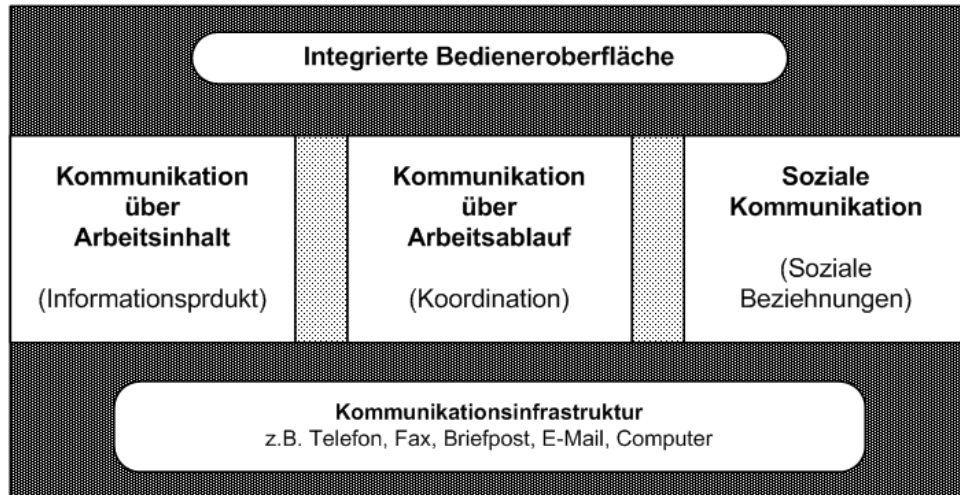 Integrierte Bedieneroberfläche
Kommunikation
über
Arbeitsinhalt
(Informationsprdukt)
Kommunikation
über
Arbeitsablauf
(Koordination)
Soziale
Kommunikation
(Soziale
Beziehnungen)
Kommunikationsinfrastruktur
z.B. Telefon, Fax, Briefpost, E-Mail, Computer